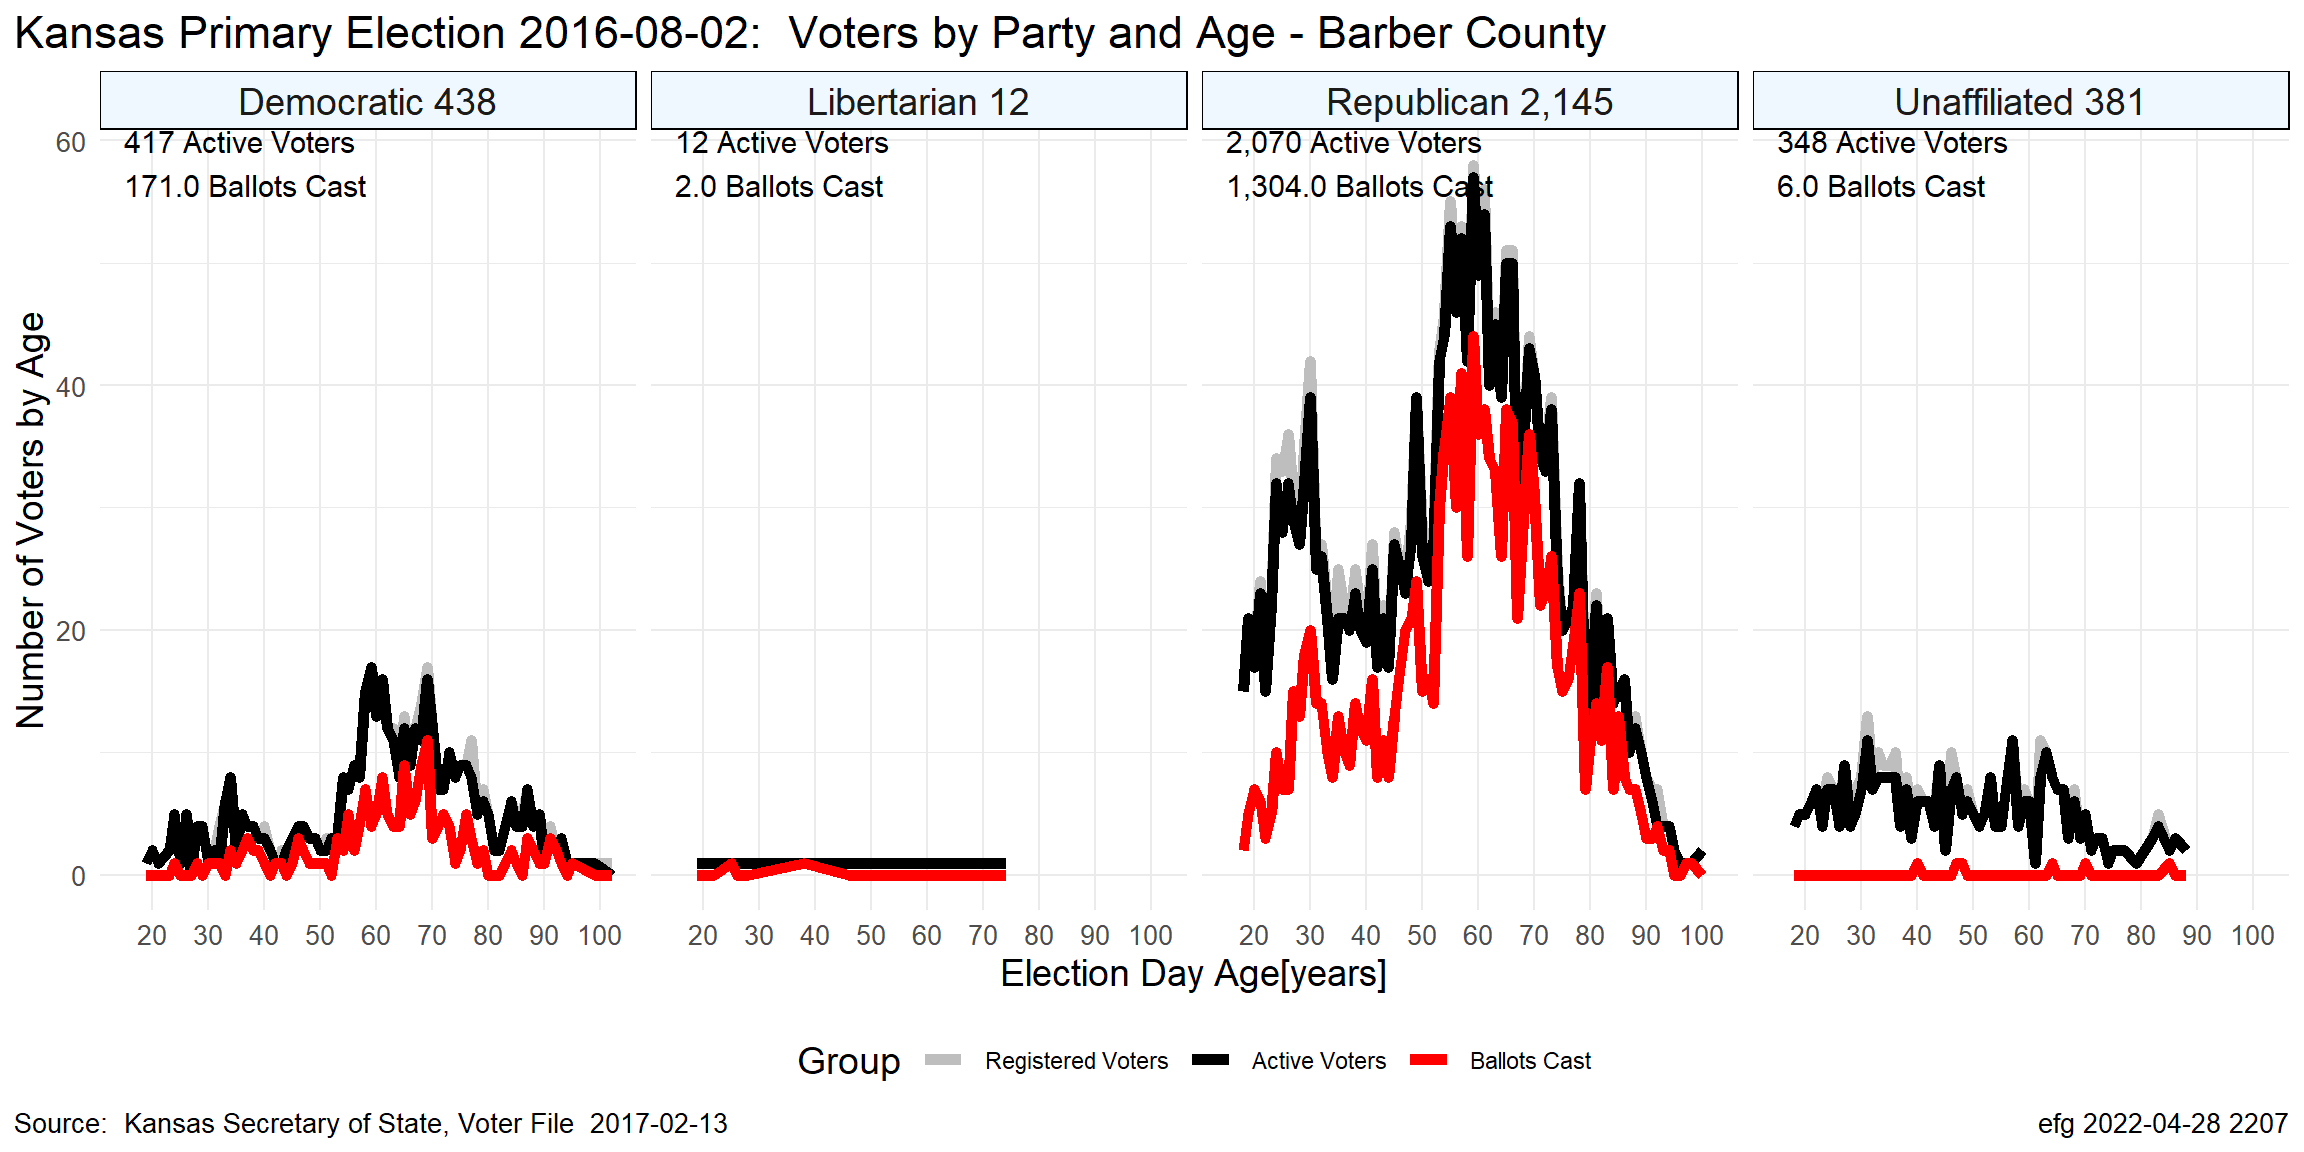 Kansas Primary Election 2016-08-02:  Voters by Party and Age - Barber County
Democratic 438
Libertarian 12
Republican 2,145
Unaffiliated 381
417 Active Voters
171.0 Ballots Cast
12 Active Voters
2.0 Ballots Cast
2,070 Active Voters
1,304.0 Ballots Cast
348 Active Voters
6.0 Ballots Cast
Number of Voters by Age
60
40
20
0
20 30 40 50 60 70 80 90 100
20 30 40 50 60 70 80 90 100
20 30 40 50 60 70 80 90 100
20 30 40 50 60 70 80 90 100
Election Day Age[years]
Group Registered Voters Active Voters Ballots Cast
Source:  Kansas Secretary of State, Voter File  2017-02-13
efg 2022-04-28 2207